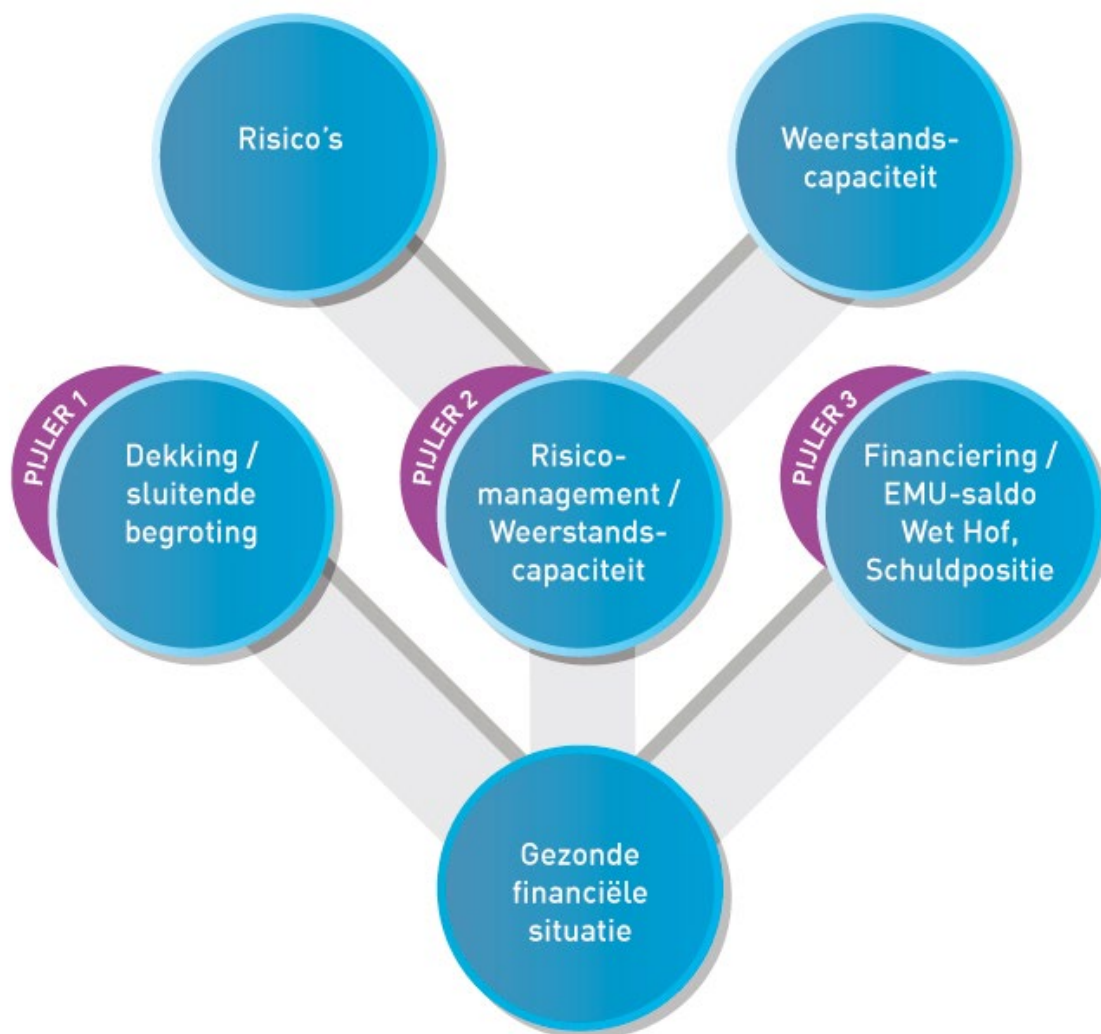 Risico's
Weerstands-
capaciteit
PIJLER 1
Dekking /
sluitende
begroting
PIJLER 2
Risico-
management /
Weerstands-
capaciteit
PIJLER 3
Financiering /
EMU-saldo
Wet Hof,
Schuldpositie
Gezonde
financiële
situatie